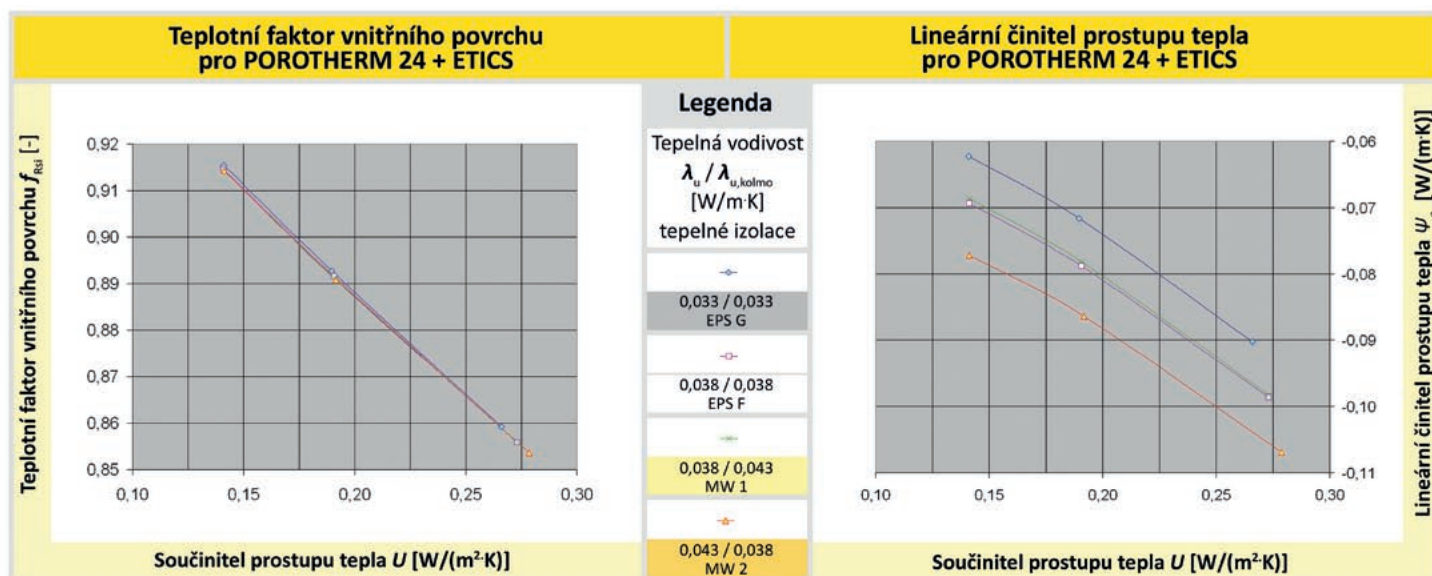 Teplotní faktor vnitřního povrchu
pro POROTHERM 24 + ETICS
Lineární činitel prostupu tepla
pro POROTHERM 24 + ETICS
Teplotní faktor vnitřního povrchu fRsi [-]
0,92
0,91
0,90
0,89
0,88
0,87
0,86
0,85
0,10
0,15
0,20
0,25
0,30
Součinitel prostupu tepla U [W/(m²·K)]
Legenda
Tepelná vodivost
λu / λu,kolmo
[W/m·K]
tepelné izolace
0,033 / 0,033
EPS G
0,038 / 0,038
EPS F
0,038 / 0,043
MW 1
0,043 / 0,038
MW 2
-0,06
-0,07
-0,08
-0,09
-0,10
-0,11
0,10
0,15
0,20
0,25
0,30
Součinitel prostupu tepla U [W/(m²·K)]
Lineární činitel prostupu tepla Ψ [W/(m·K)]